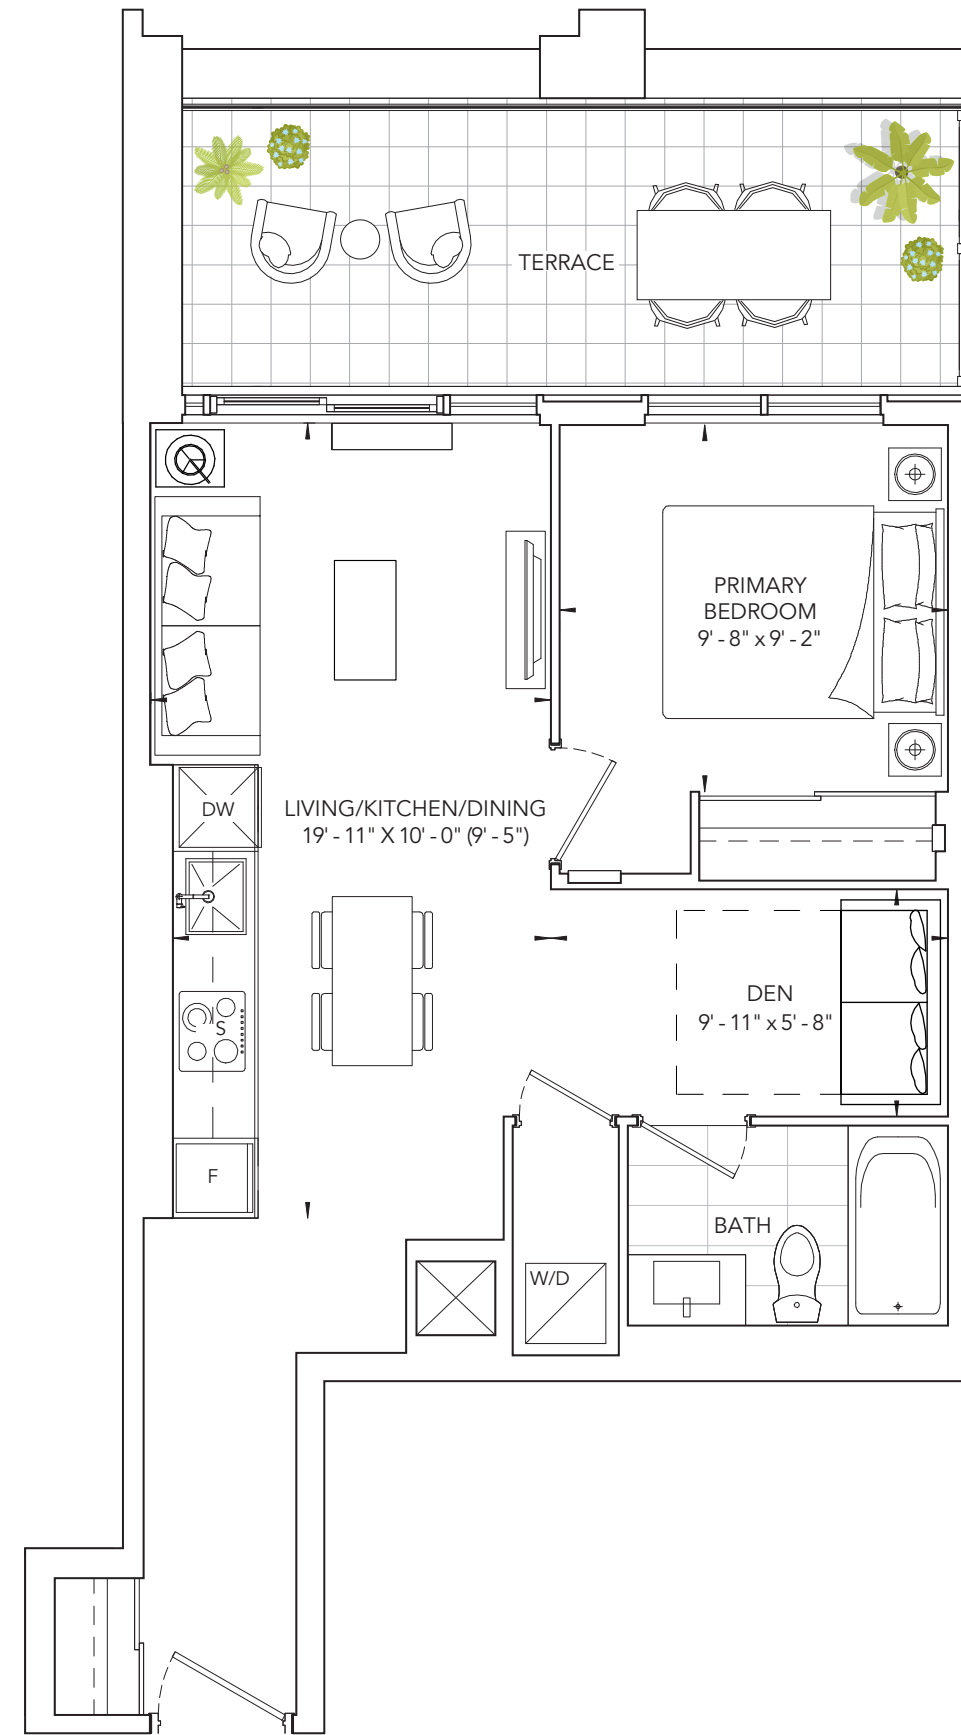 TERRACE
PRIMARY
BEDROOM
9' - 8" x 9' - 2"
DW
LIVING/KITCHEN/DINING
19' - 11" X 10' - 0" (9' - 5")
DEN
9' - 11" x 5' - 8"
S
F
BATH
W/D